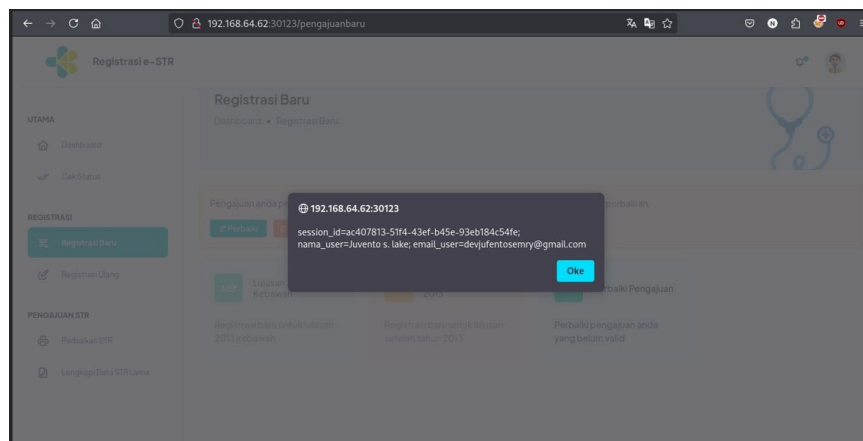 192.168.64.62:30123/pengajuanbaru
Registrasi e-STR
UTAMA
Dashboard
Cek Status
REGISTRASI
Registrasi Baru
Registrasi Ulang
PENGAJUAN STR
Perbaikan STR
Lengkapi Data STR Lama
Registrasi Baru
Dashboard • Registrasi Baru
Pengajuan anda
perbaikan.
Perbaiki
192.168.64.62:30123
session_id=ac407813-51f4-43ef-b45e-93eb184c54fe;
nama_user=Juvento s. lake; email_user=devjufentosemry@gmail.com
Oke
Lulusan
Kebawah
2013
Perbaiki Pengajuan
Registrasi baru untuk lulusan
2013 kebawah
Registrasi baru untuk lulusan
setelah tahun 2013
Perbaiki pengajuan anda
yang belum valid